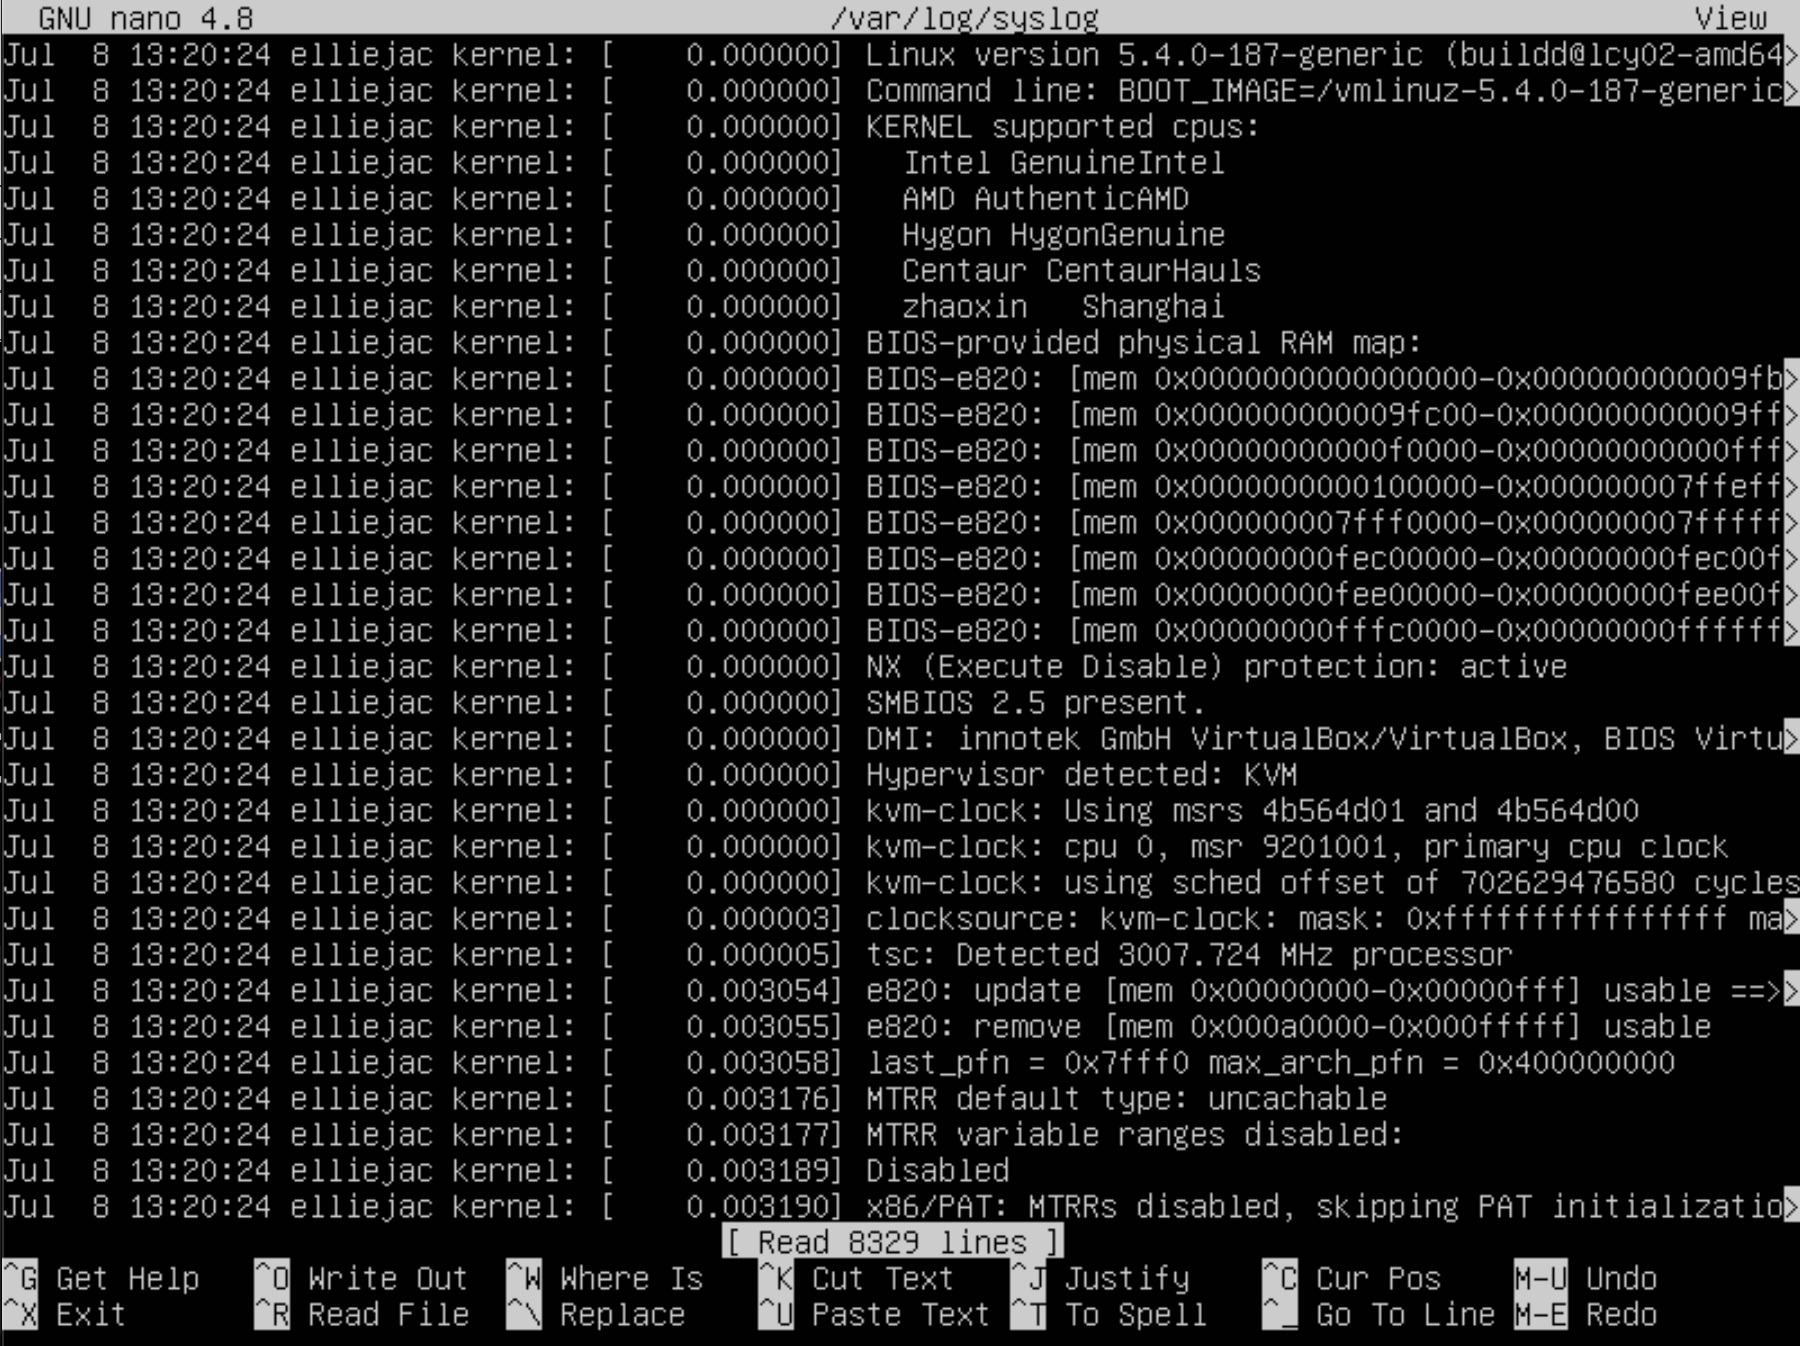 GNU nano 4.8 /var/log/syslog View
Jul  8 13:20:24 elliejac kernel: [    0.000000] Linux version 5.4.0-187-generic (buildd@lcy02-amd64>
Jul  8 13:20:24 elliejac kernel: [    0.000000] Command line: BOOT_IMAGE=/vmlinuz-5.4.0-187-generic>
Jul  8 13:20:24 elliejac kernel: [    0.000000] KERNEL supported cpus:
Jul  8 13:20:24 elliejac kernel: [    0.000000]   Intel GenuineIntel
Jul  8 13:20:24 elliejac kernel: [    0.000000]   AMD AuthenticAMD
Jul  8 13:20:24 elliejac kernel: [    0.000000]   Hygon HygonGenuine
Jul  8 13:20:24 elliejac kernel: [    0.000000]   Centaur CentaurHauls
Jul  8 13:20:24 elliejac kernel: [    0.000000]   zhaoxin   Shanghai
Jul  8 13:20:24 elliejac kernel: [    0.000000] BIOS-provided physical RAM map:
Jul  8 13:20:24 elliejac kernel: [    0.000000] BIOS-e820: [mem 0x0000000000000000-0x000000000009fb>
Jul  8 13:20:24 elliejac kernel: [    0.000000] BIOS-e820: [mem 0x000000000009fc00-0x000000000009ff>
Jul  8 13:20:24 elliejac kernel: [    0.000000] BIOS-e820: [mem 0x00000000000f0000-0x00000000000fff>
Jul  8 13:20:24 elliejac kernel: [    0.000000] BIOS-e820: [mem 0x0000000000100000-0x000000007ffeff>
Jul  8 13:20:24 elliejac kernel: [    0.000000] BIOS-e820: [mem 0x000000007fff0000-0x000000007fffff>
Jul  8 13:20:24 elliejac kernel: [    0.000000] BIOS-e820: [mem 0x00000000fec00000-0x00000000fec00f>
Jul  8 13:20:24 elliejac kernel: [    0.000000] BIOS-e820: [mem 0x00000000fee00000-0x00000000fee00f>
Jul  8 13:20:24 elliejac kernel: [    0.000000] BIOS-e820: [mem 0x00000000fffc0000-0x00000000ffffff>
Jul  8 13:20:24 elliejac kernel: [    0.000000] NX (Execute Disable) protection: active
Jul  8 13:20:24 elliejac kernel: [    0.000000] SMBIOS 2.5 present.
Jul  8 13:20:24 elliejac kernel: [    0.000000] DMI: innotek GmbH VirtualBox/VirtualBox, BIOS Virtu>
Jul  8 13:20:24 elliejac kernel: [    0.000000] Hypervisor detected: KVM
Jul  8 13:20:24 elliejac kernel: [    0.000000] kvm-clock: Using msrs 4b564d01 and 4b564d00
Jul  8 13:20:24 elliejac kernel: [    0.000000] kvm-clock: cpu 0, msr 9201001, primary cpu clock
Jul  8 13:20:24 elliejac kernel: [    0.000000] kvm-clock: using sched offset of 702629476580 cycles
Jul  8 13:20:24 elliejac kernel: [    0.000003] clocksource: kvm-clock: mask: 0xffffffffffffffff ma>
Jul  8 13:20:24 elliejac kernel: [    0.000005] tsc: Detected 3007.724 MHz processor
Jul  8 13:20:24 elliejac kernel: [    0.003054] e820: update [mem 0x00000000-0x00000fff] usable ==>>
Jul  8 13:20:24 elliejac kernel: [    0.003055] e820: remove [mem 0x000a0000-0x000fffff] usable
Jul  8 13:20:24 elliejac kernel: [    0.003058] last_pfn = 0x7fff0 max_arch_pfn = 0x400000000
Jul  8 13:20:24 elliejac kernel: [    0.003176] MTRR default type: uncachable
Jul  8 13:20:24 elliejac kernel: [    0.003177] MTRR variable ranges disabled:
Jul  8 13:20:24 elliejac kernel: [    0.003189] Disabled
Jul  8 13:20:24 elliejac kernel: [    0.003190] x86/PAT: MTRRs disabled, skipping PAT initializatio>
[ Read 8329 lines ]
^G Get Help ^O Write Out ^W Where Is ^K Cut Text ^J Justify ^C Cur Pos M-U Undo
^X Exit ^R Read File ^\ Replace ^U Paste Text ^T To Spell ^_ Go To Line M-E Redo